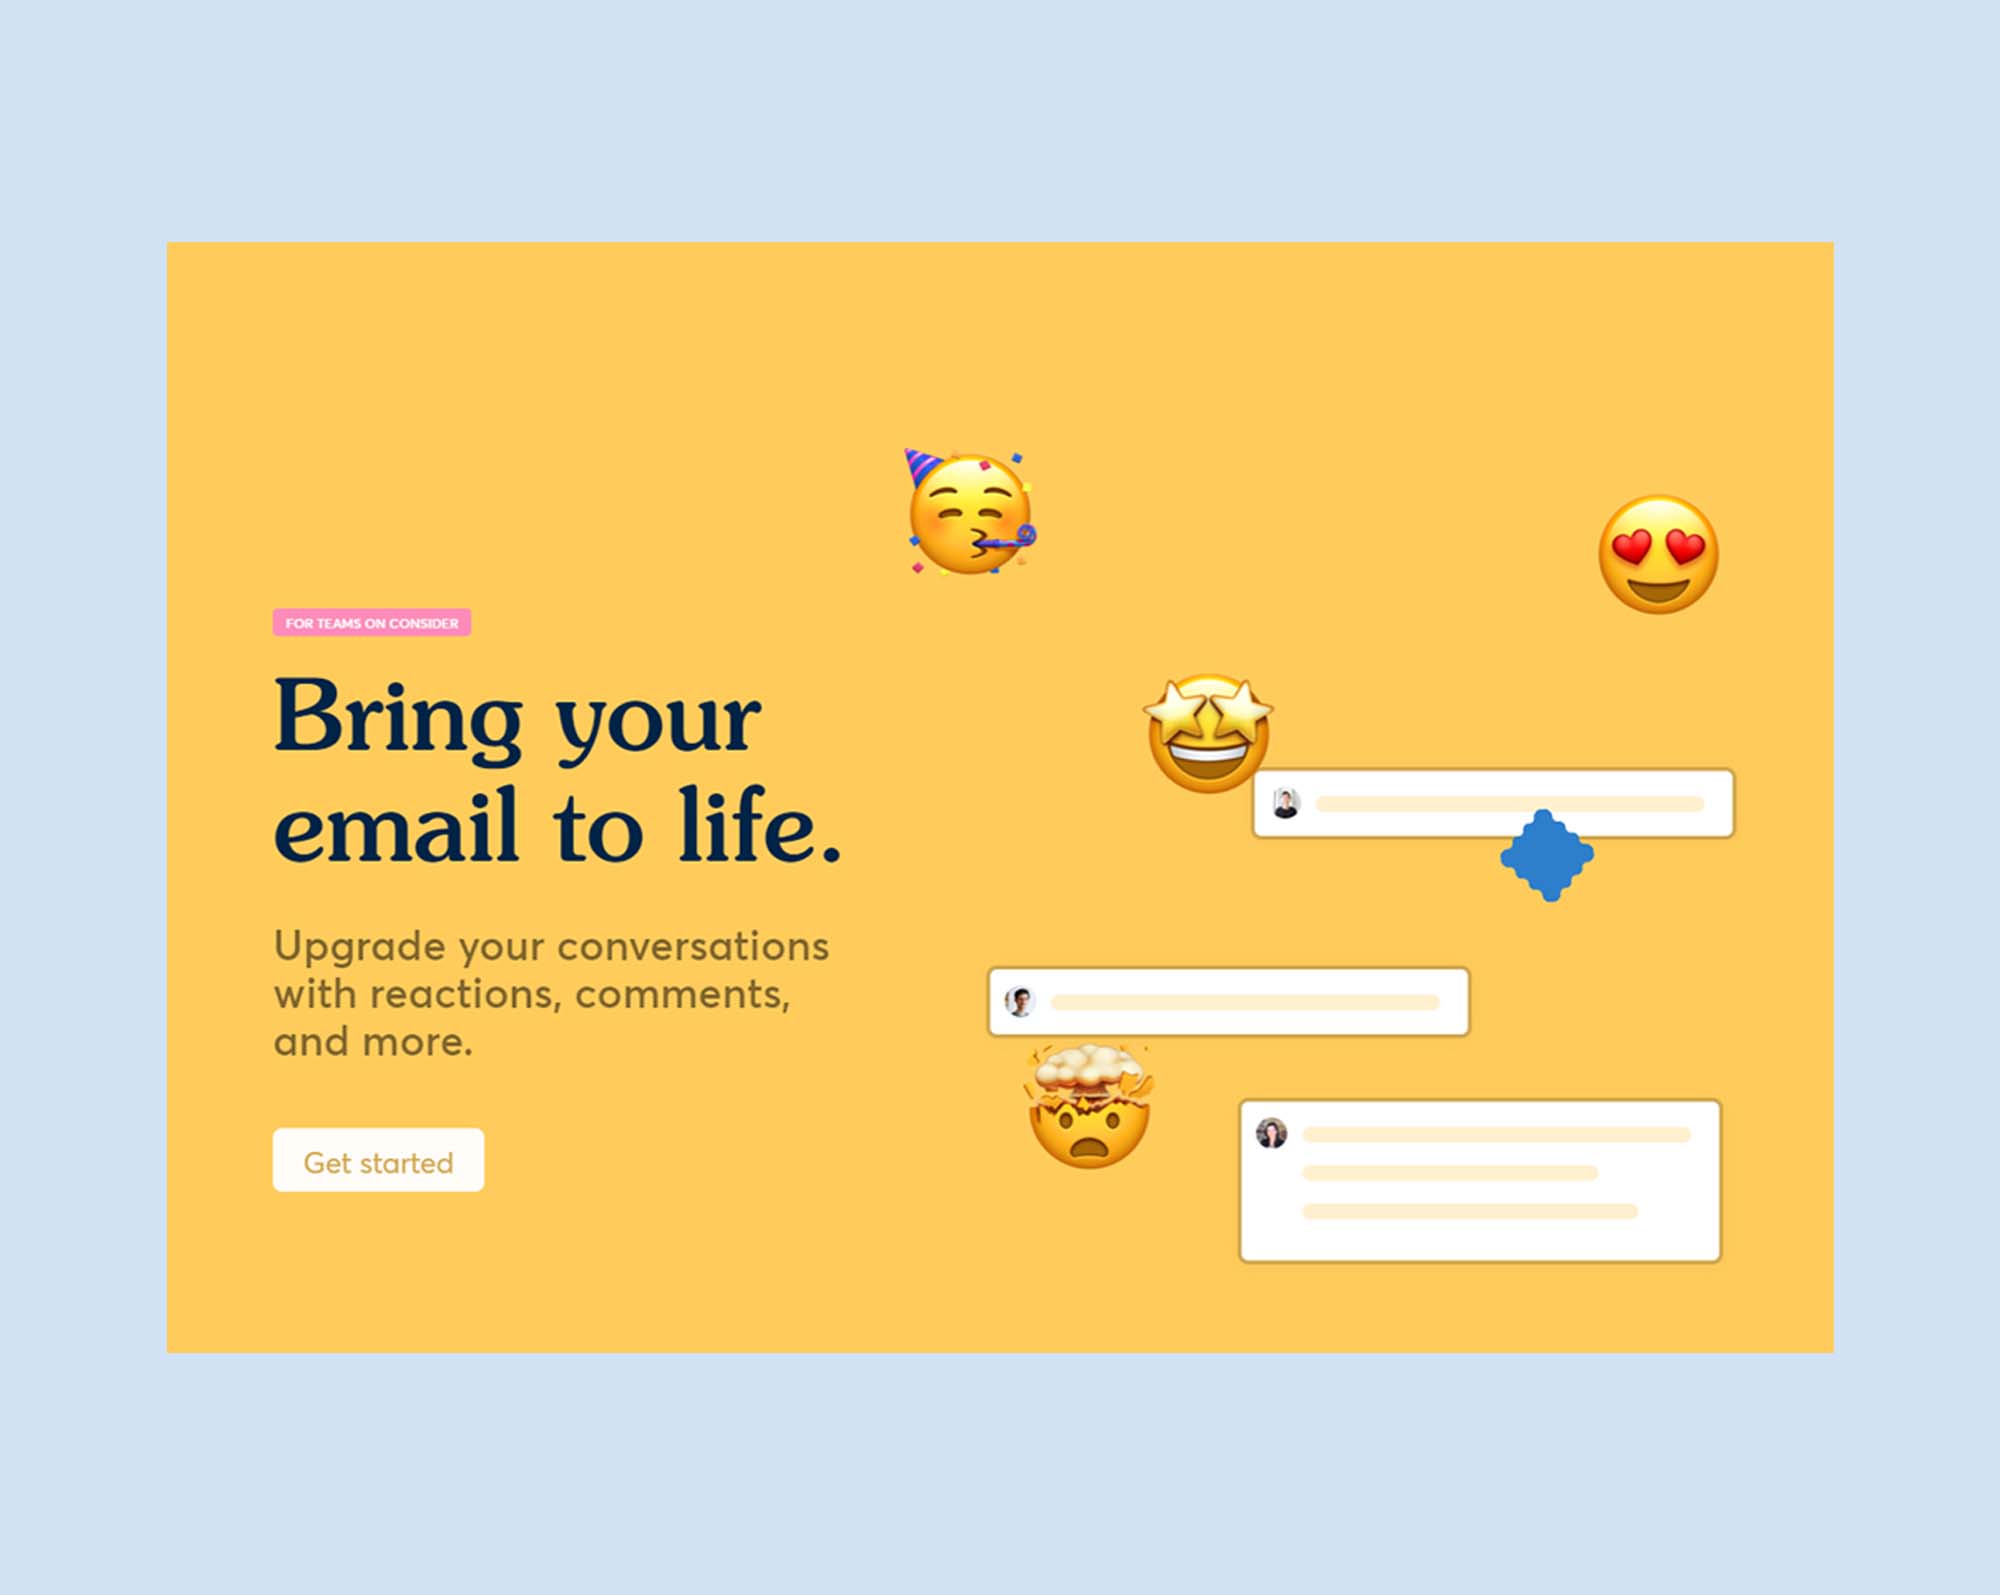 FOR TEAMS ON CONSIDER
Bring your
email to life.
Upgrade your conversations
with reactions, comments,
and more.
Get started